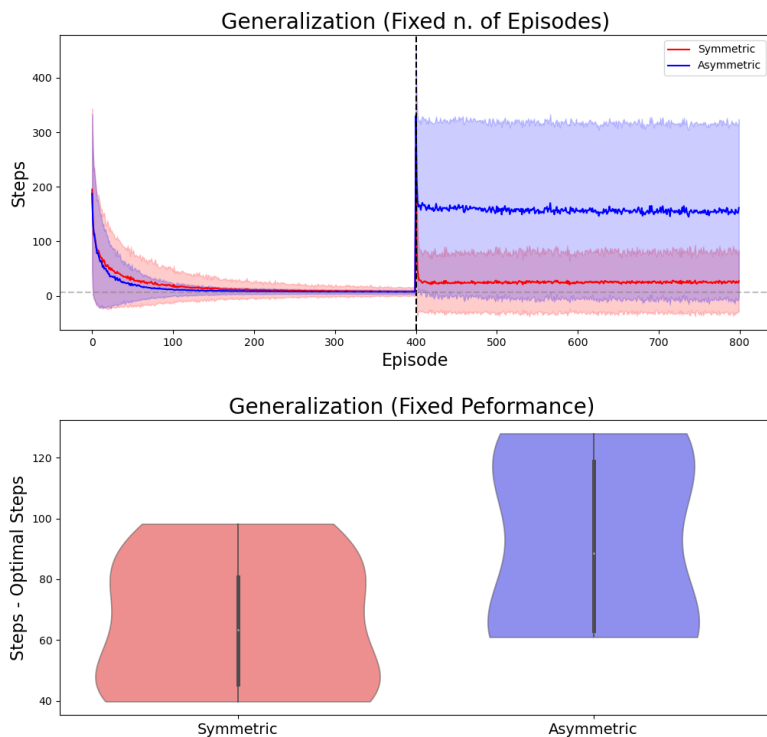 Generalization (Fixed n. of Episodes)
Symmetric
Asymmetric
Steps
400
300
200
100
0
0 100 200 300 400 500 600 700 800
Episode
Generalization (Fixed Peformance)
Steps - Optimal Steps
120
100
80
60
40
Symmetric Asymmetric